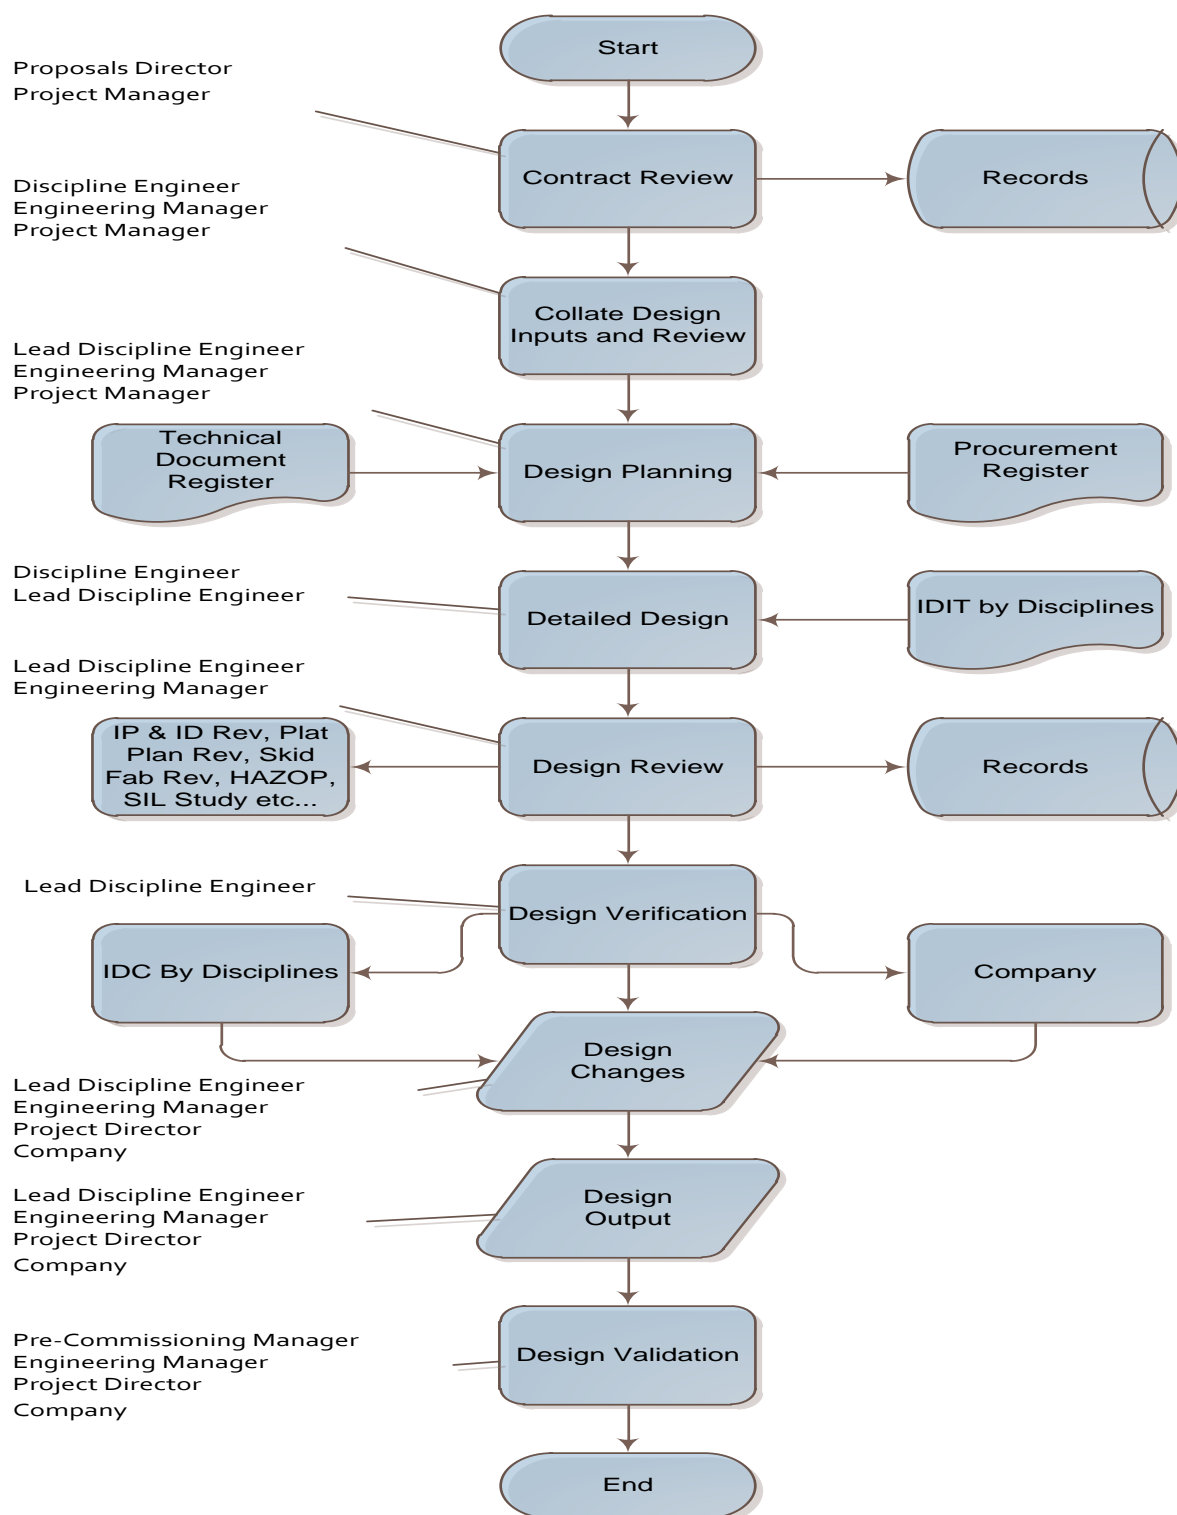 Start
Proposals Director
Project Manager
Contract Review
Records
Discipline Engineer
Engineering Manager
Project Manager
Collate Design
Inputs and Review
Lead Discipline Engineer
Engineering Manager
Project Manager
Technical
Document
Register
Design Planning
Procurement
Register
Discipline Engineer
Lead Discipline Engineer
Detailed Design
IDIT by Disciplines
Lead Discipline Engineer
Engineering Manager
IP & ID Rev, Plat
Plan Rev, Skid
Fab Rev, HAZOP,
SIL Study etc...
Design Review
Records
Lead Discipline Engineer
Design Verification
IDC By Disciplines
Company
Design
Changes
Lead Discipline Engineer
Engineering Manager
Project Director
Company
Lead Discipline Engineer
Engineering Manager
Project Director
Company
Design
Output
Pre-Commissioning Manager
Engineering Manager
Project Director
Company
Design Validation
End